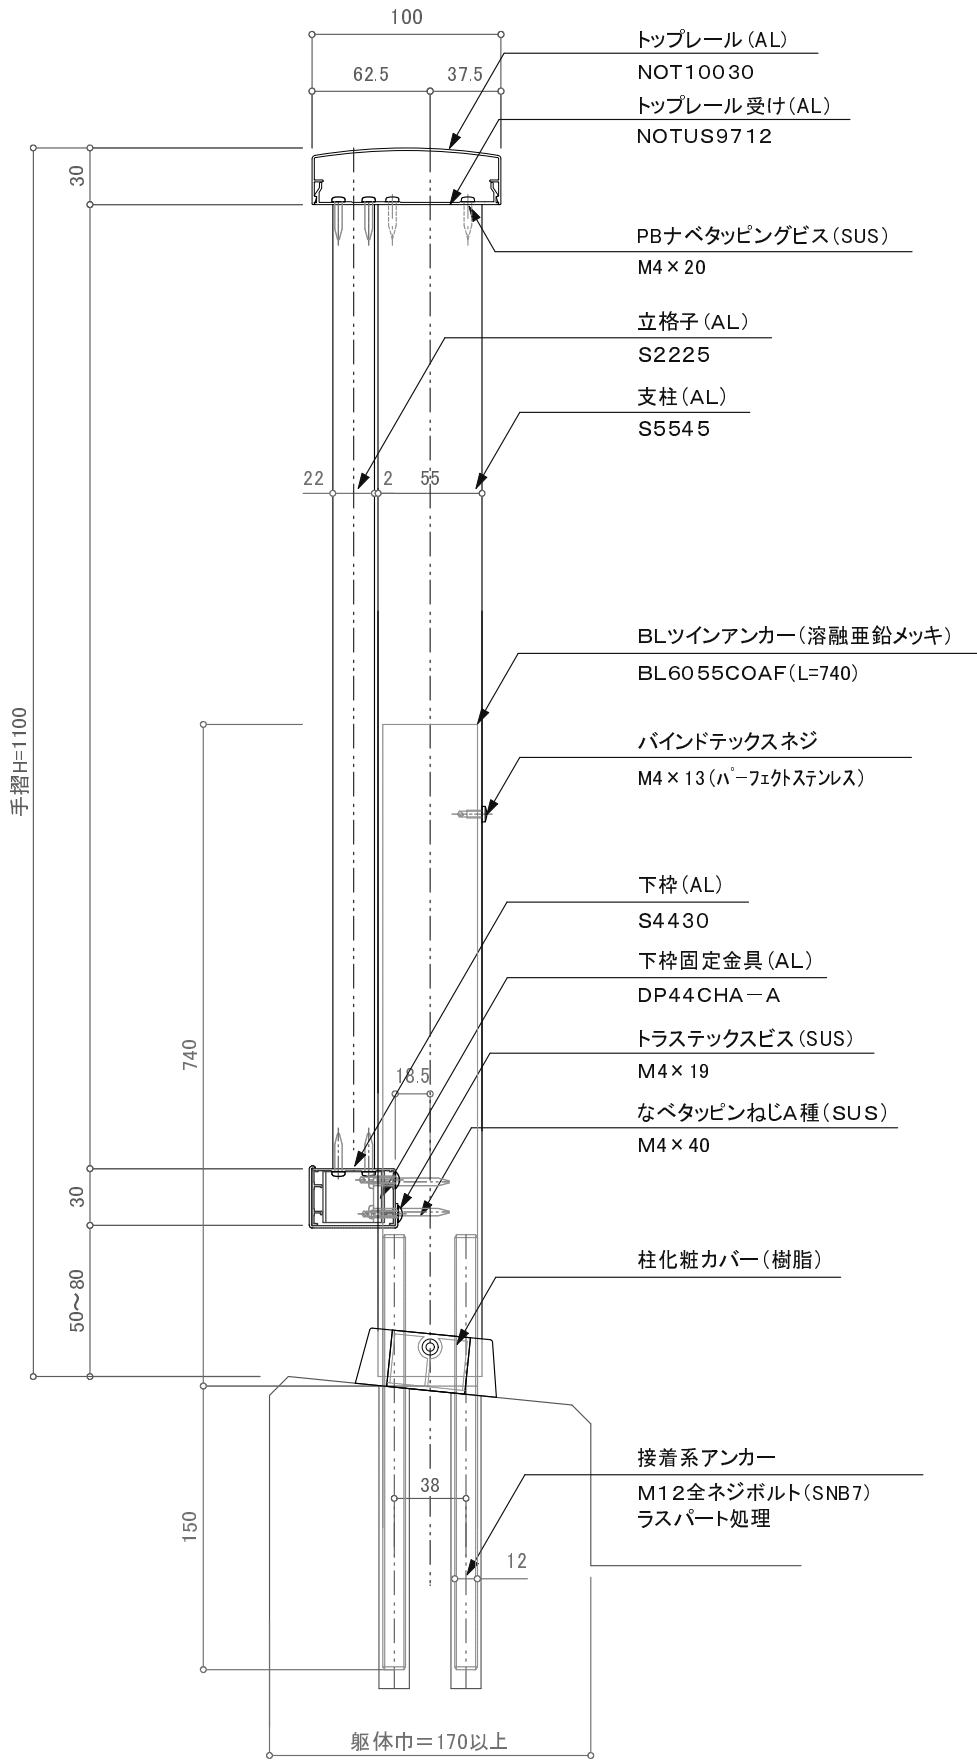 100
62.5
37.5
トップレール(AL)
NOT10030
トップレール受け(AL)
NOTUS9712
30
PBナベタッピングビス(SUS)
M4×20
立格子(AL)
S2225
支柱(AL)
S5545
22
2
55
BLツインアンカー(溶融亜鉛メッキ)
BL6055COAF(L=740)
手摺H=1100
バインドテックスネジ
M4×13(パーフェクトステンレス)
下枠(AL)
S4430
下枠固定金具(AL)
DP44CHA-A
740
トラステックスビス(SUS)
M4×19
18.5
なベタッピンねじA種(SUS)
M4×40
30
50~80
柱化粧カバー(樹脂)
接着系アンカー
M12全ネジボルト(SNB7)
ラスパート処理
38
150
12
躯体巾=170以上